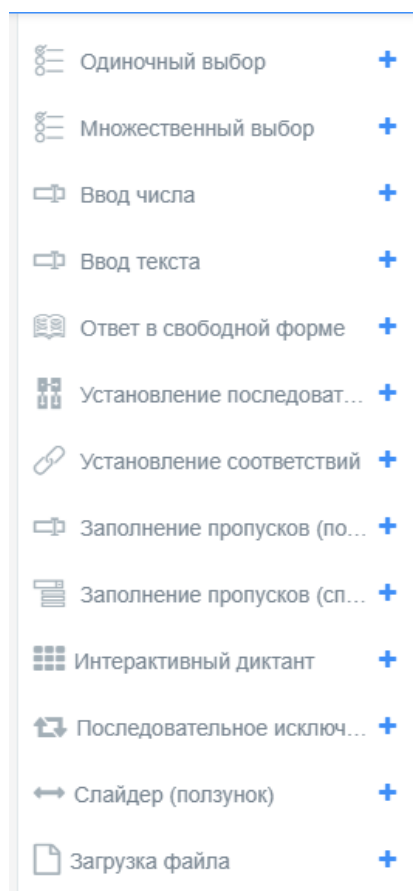 Одиночный выбор
Множественный выбор
Ввод числа
Ввод текста
Ответ в свободной форме
Установление последоват...
Установление соответствий
Заполнение пропусков (по...
Заполнение пропусков (сп...
Интерактивный диктант
Последовательное исключ...
Слайдер (ползунок)
Загрузка файла